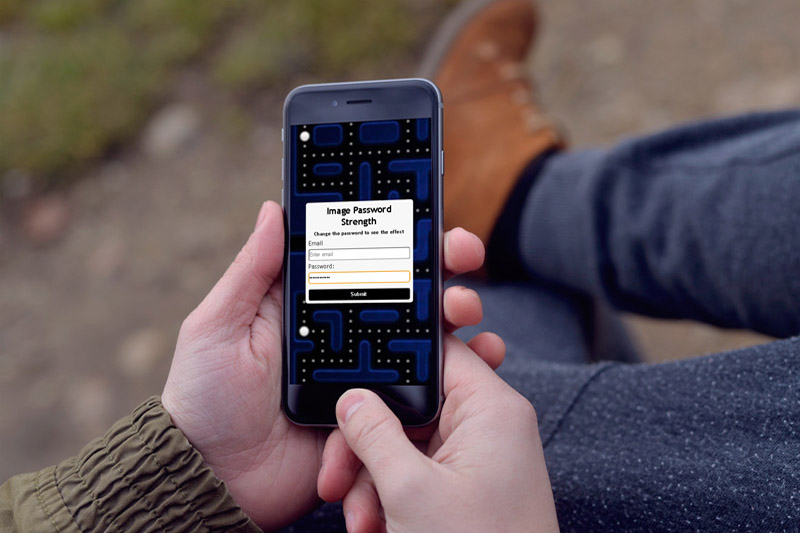 Image Password
Strength
Change the password to see the effect
Email
Enter email
Password:
Submit